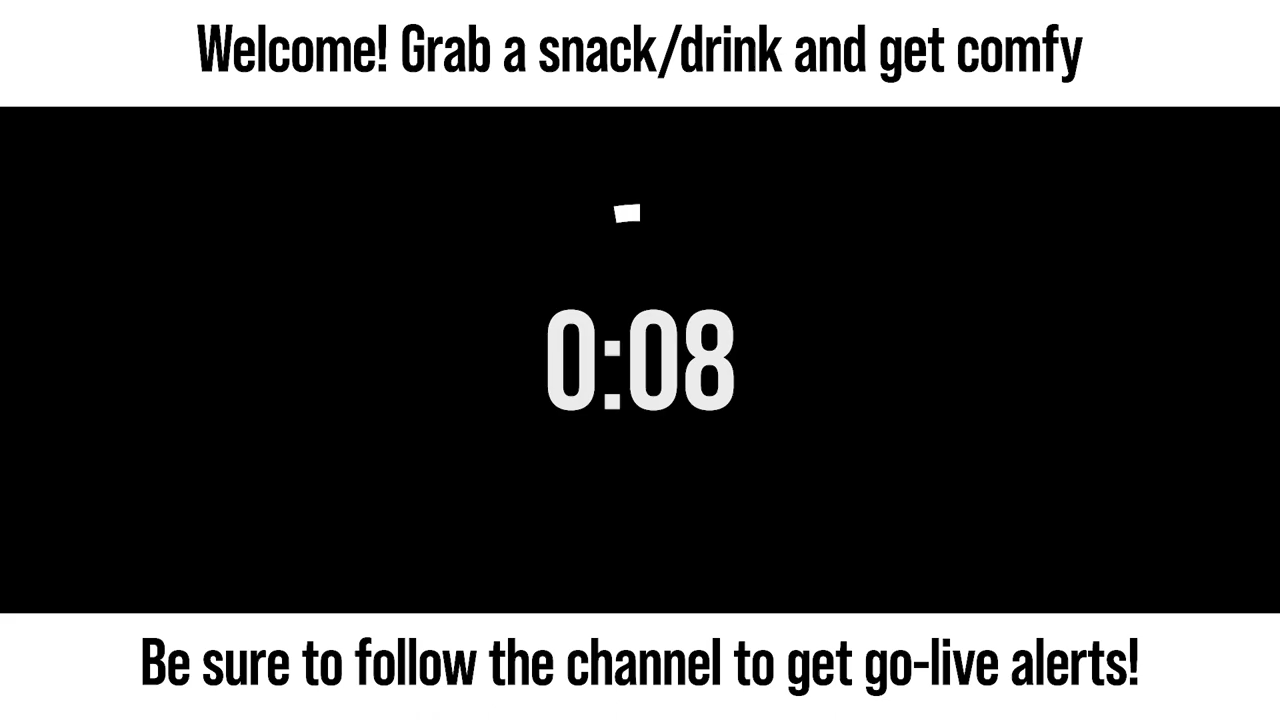 Welcome! Grab a snack/drink and get comfy
0:08
Be sure to follow the channel to get go-live alerts!